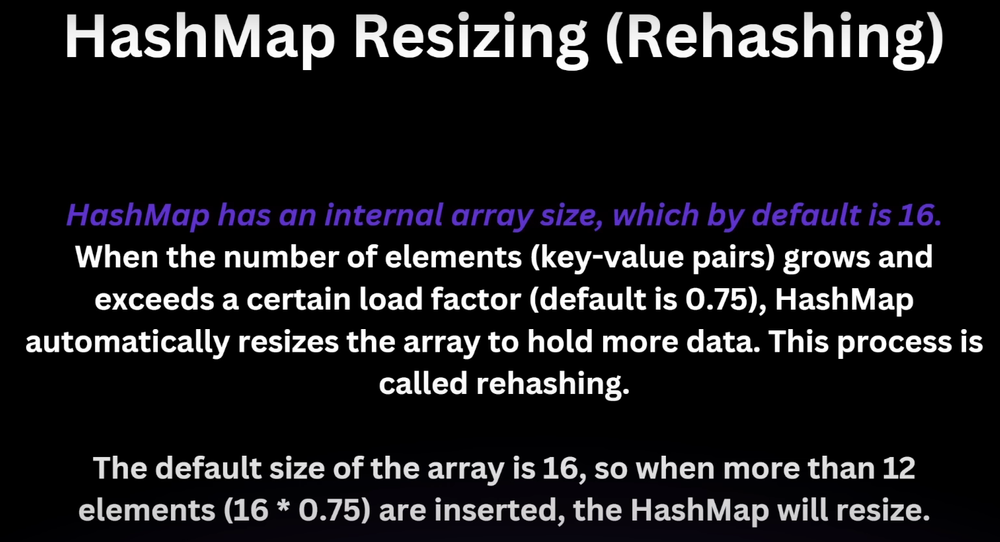 HashMap Resizing (Rehashing)
HashMap has an internal array size, which by default is 16.
When the number of elements (key-value pairs) grows and
exceeds a certain load factor (default is 0.75), HashMap
automatically resizes the array to hold more data. This process is
called rehashing.
The default size of the array is 16, so when more than 12
elements (16 * 0.75) are inserted, the HashMap will resize.